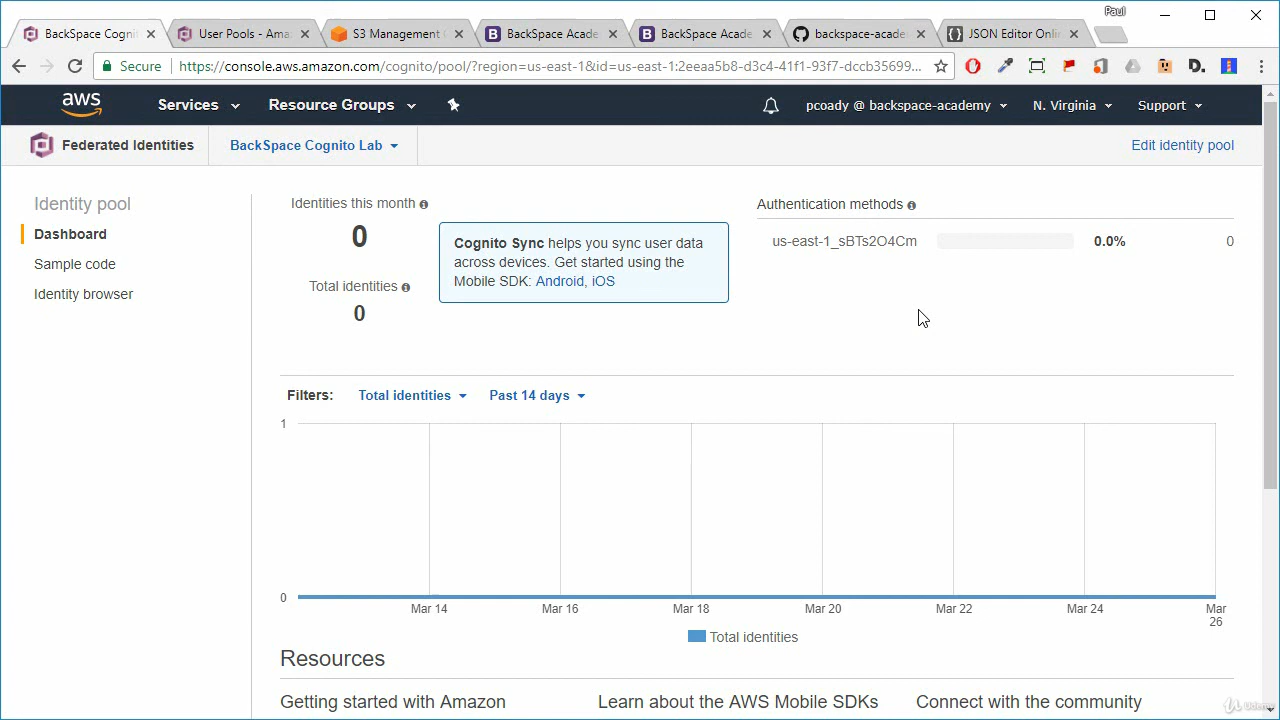 Paul
BackSpace Cogni
User Pools - Ama
S3 Management
BackSpace Acade
BackSpace Acade
backspace-acade
JSON Editor Onli
Secure
https://console.aws.amazon.com/cognito/pool/?region=us-east-1&id=us-east-1:2eeaa5b8-d3c4-41f1-93f7-dccb35699...
D.
aws
Services
Resource Groups
pcoady @ backspace-academy
N. Virginia
Support
Federated Identities
BackSpace Cognito Lab
Edit identity pool
Identity pool
Dashboard
Sample code
Identity browser
Identities this month
0
Total identities
0
Cognito Sync helps you sync user data
across devices. Get started using the
Mobile SDK: Android, iOS
Authentication methods
us-east-1_sBTs2O4Cm
0.0%
0
Filters:
Total identities
Past 14 days
1
0
Mar 14
Mar 16
Mar 18
Mar 20
Mar 22
Mar 24
Mar
26
Total identities
Resources
Getting started with Amazon
Learn about the AWS Mobile SDKs
Connect with the community
Udemy